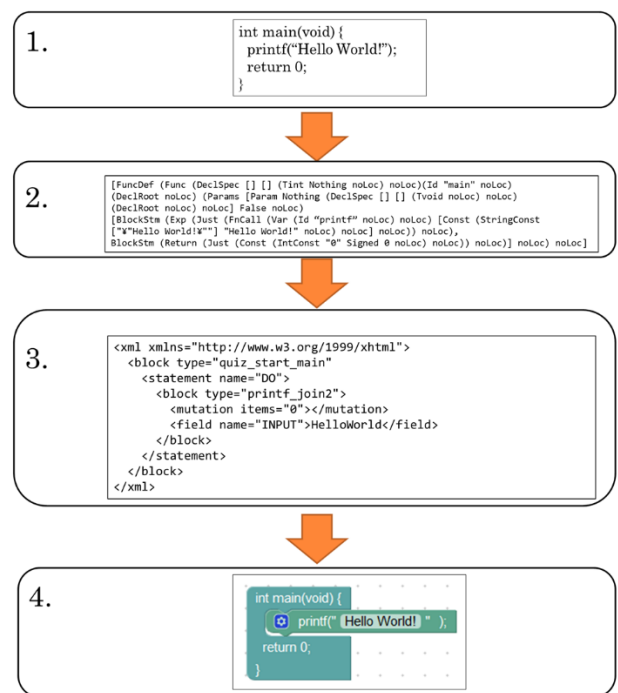 1.
int main(void) {
printf(“Hello World!”);
return 0;
}
2.
[FuncDef (Func (DeclSpec [] [] (Tint Nothing noLoc) noLoc)(Id "main" noLoc)
(DeclRoot noLoc) (Params [Param Nothing (DeclSpec [] [] (Tvoid noLoc) noLoc)
(DeclRoot noLoc) noLoc] False noLoc)
[BlockStm (Exp (Just (FnCall (Var (Id “printf” noLoc) noLoc) [Const (StringConst
["¥"Hello World!¥""] "Hello World!" noLoc) noLoc] noLoc)) noLoc),
BlockStm (Return (Just (Const (IntConst "0" Signed 0 noLoc) noLoc)) noLoc)] noLoc) noLoc]
3.
<xml xmlns="http://www.w3.org/1999/xhtml">
<block type="quiz_start_main"
<statement name="DO">
<block type="printf_join2">
<mutation items="0"></mutation>
<field name="INPUT">HelloWorld</field>
</block>
</statement>
</block>
</xml>
4.
int main(void) {
printf(" Hello World! " );
return 0;
}